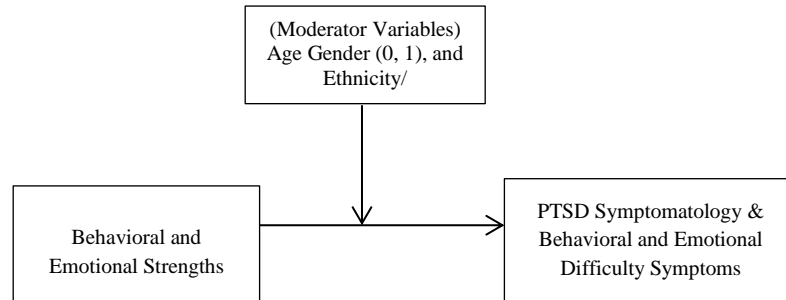 (Moderator Variables)
Age Gender (0, 1), and
Ethnicity/
Behavioral and
Emotional Strengths
PTSD Symptomatology &
Behavioral and Emotional
Difficulty Symptoms